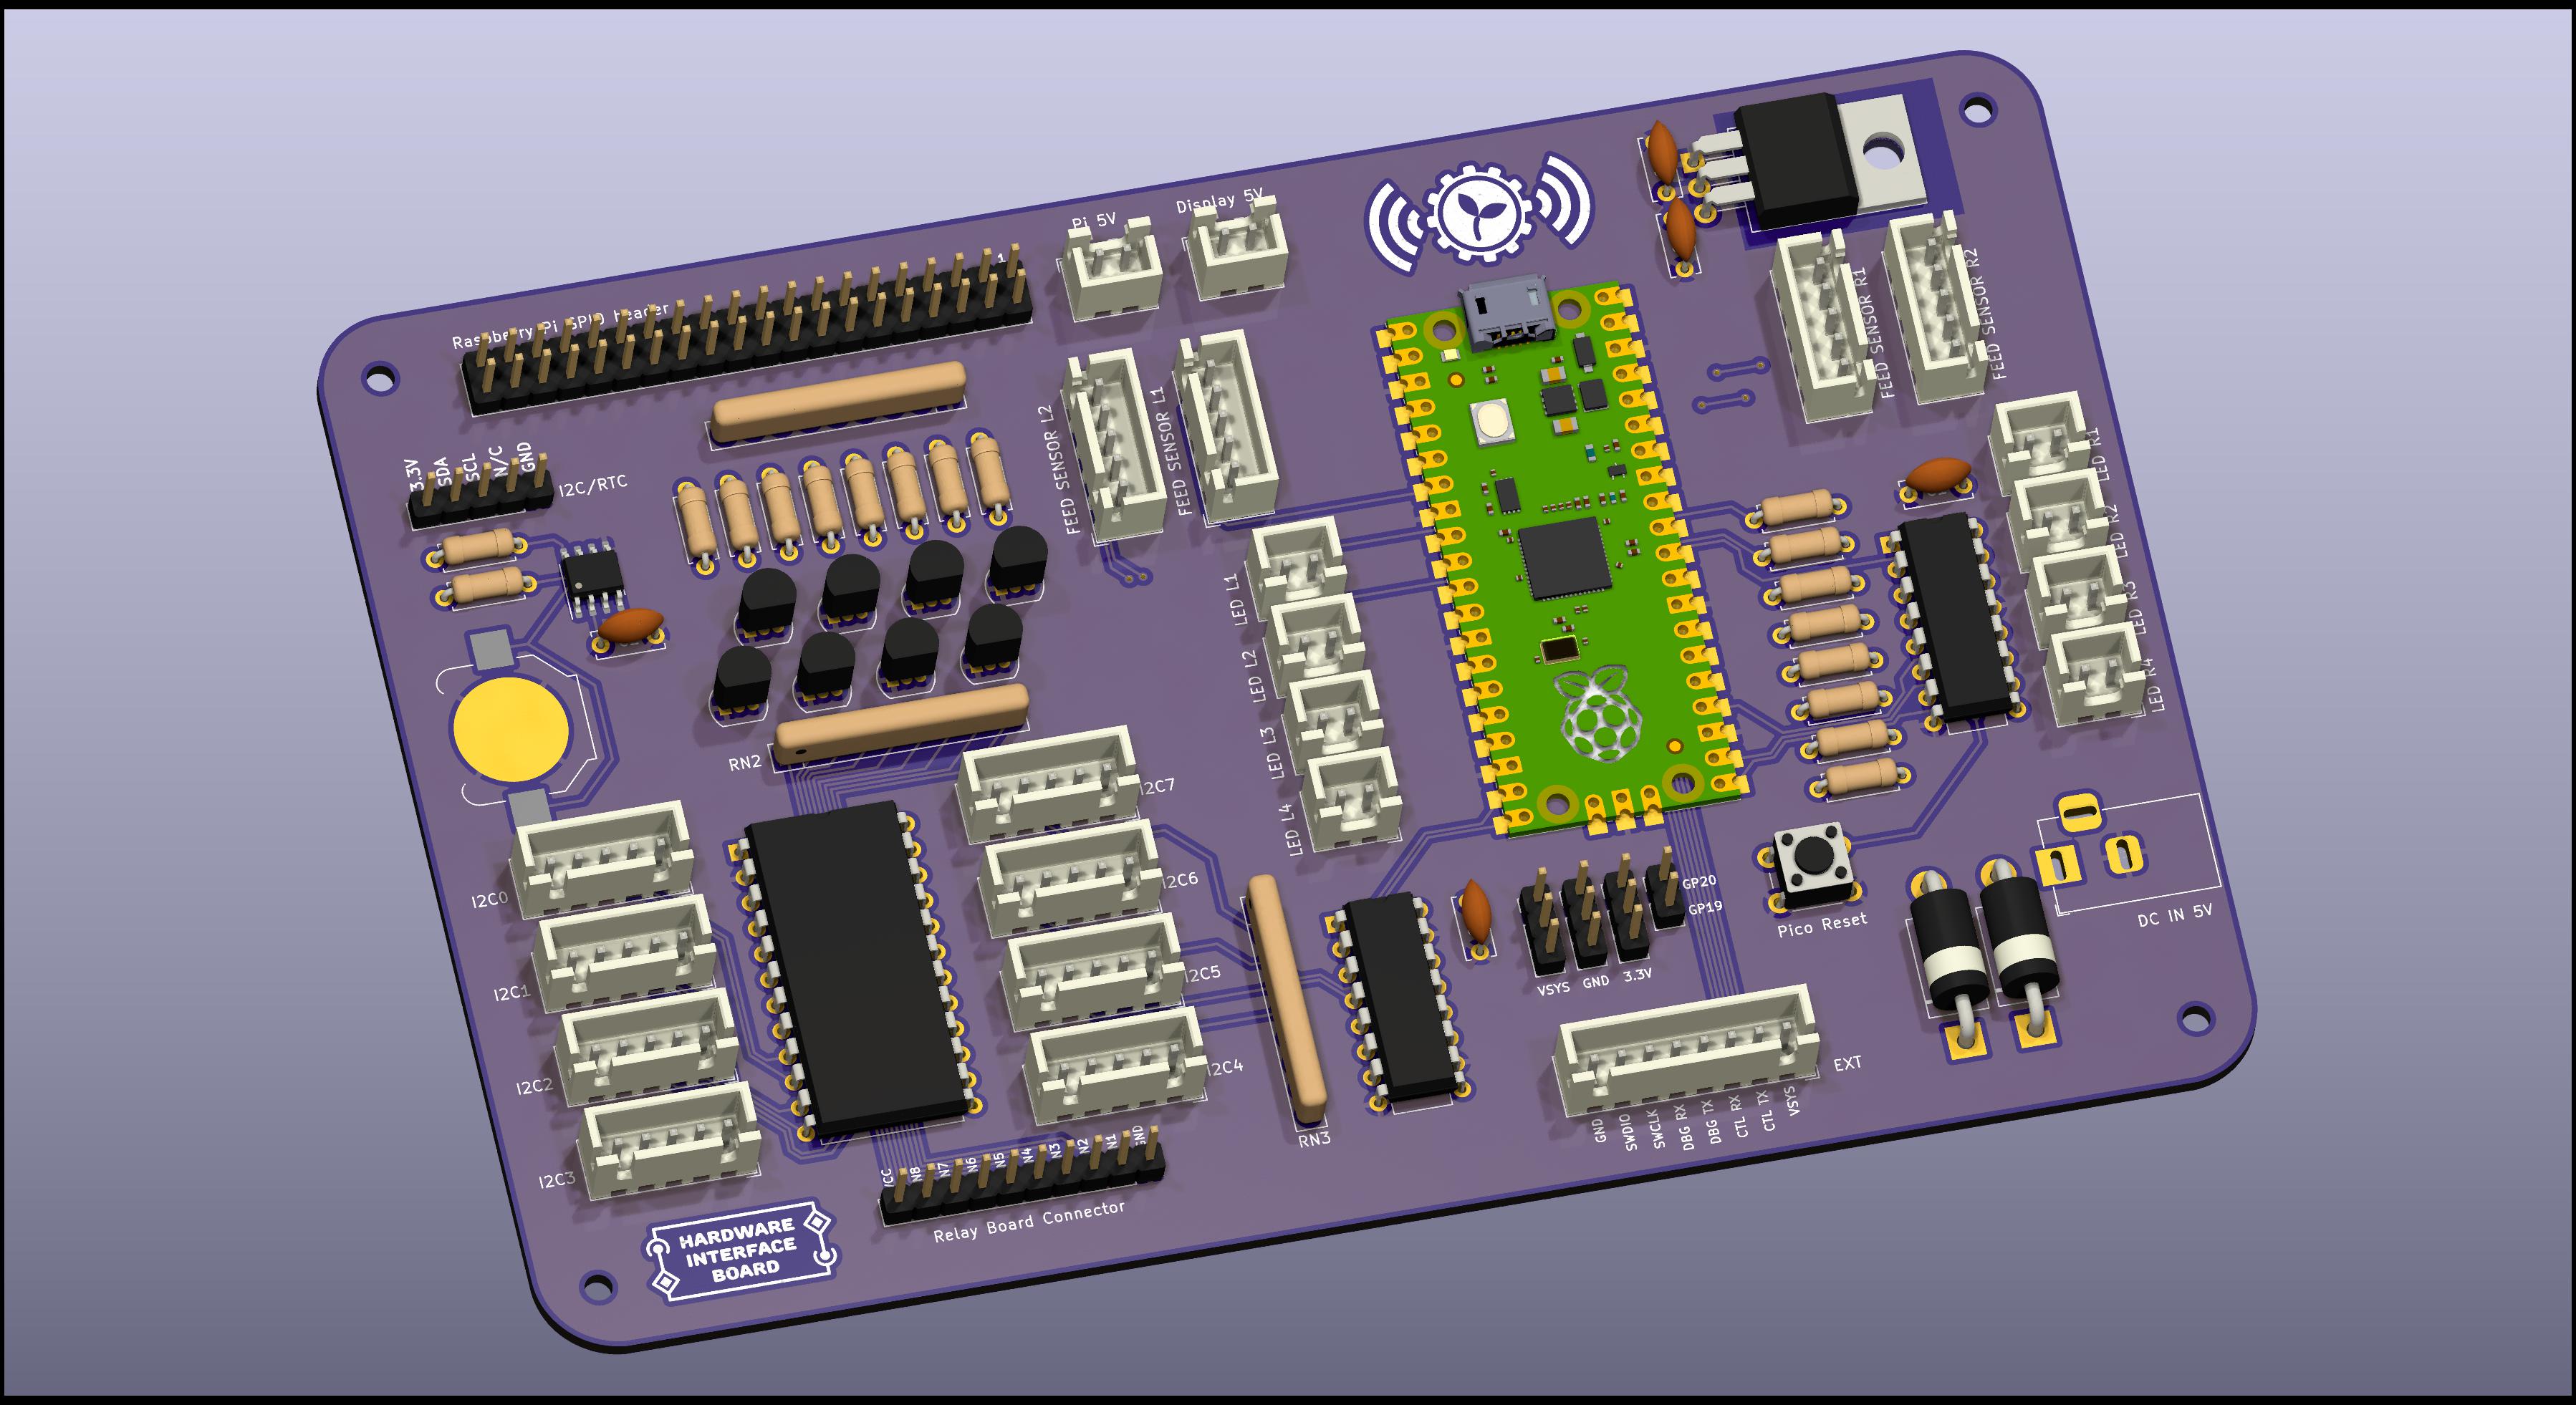 Pi 5V
Display 5V
Raspberry Pi GPIO Header
1
3.3V
SDA
SCL
N/C
GND
I2C/RTC
FEED SENSOR L2
FEED SENSOR L1
FEED SENSOR R1
FEED SENSOR R2
LED R1
LED R2
LED R3
LED R4
LED L1
LED L2
LED L3
LED L4
RN2
I2C7
I2C6
I2C5
I2C4
I2C0
I2C1
I2C2
I2C3
RN3
GP20
GP19
VSYS
GND
3.3V
Pico Reset
DC IN 5V
EXT
GND
SWDIO
SWCLK
DBG RX
DBG TX
CTL RX
CTL TX
VSYS
N8
N7
N6
N5
N4
N3
N2
N1
GND
Relay Board Connector
HARDWARE
INTERFACE
BOARD